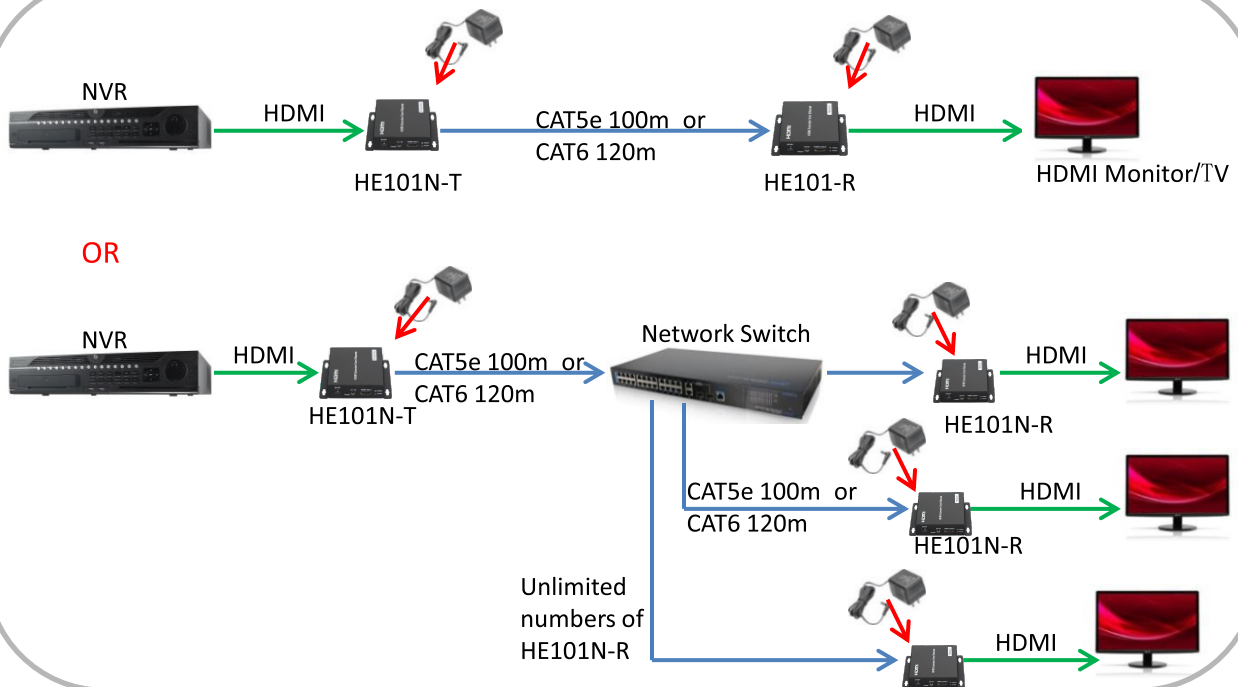 NVR
HDMI
HDMI
HE101N-T
CAT5e 100m or
CAT6 120m
HDMI
HE101-R
HDMI
HDMI Monitor/TV
OR
NVR
HDMI
HE101N-T
CAT5e 100m or
CAT6 120m
Network Switch
HE101N-R
HDMI
CAT5e 100m or
CAT6 120m
HE101N-R
HDMI
Unlimited
numbers of
HE101N-R
HDMI